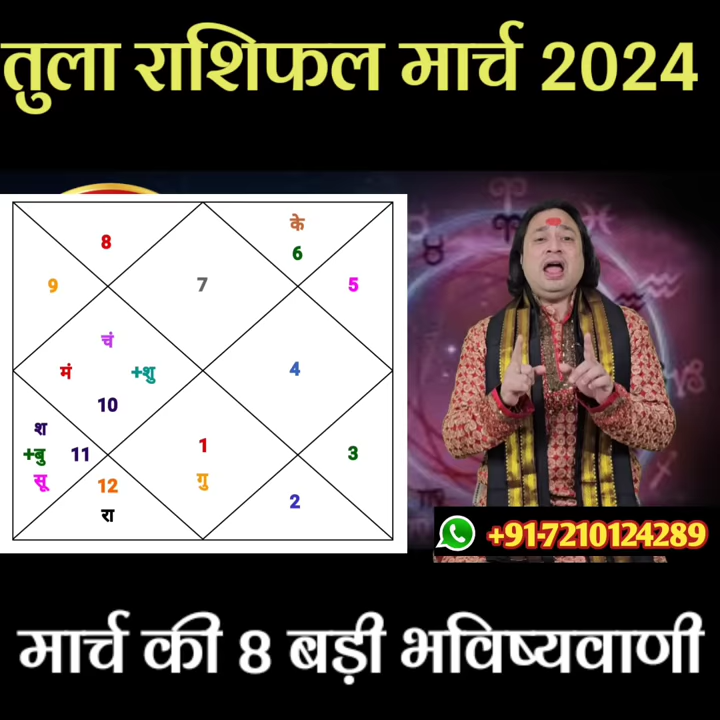 तुला राशिफल मार्च 2024
8
के
6
9
7
5
चं
मं
+शु
4
10
श
+बु
11
सू
1
3
12
गु
2
रा
+91-7210124289
मार्च की 8 बड़ी भविष्यवाणी